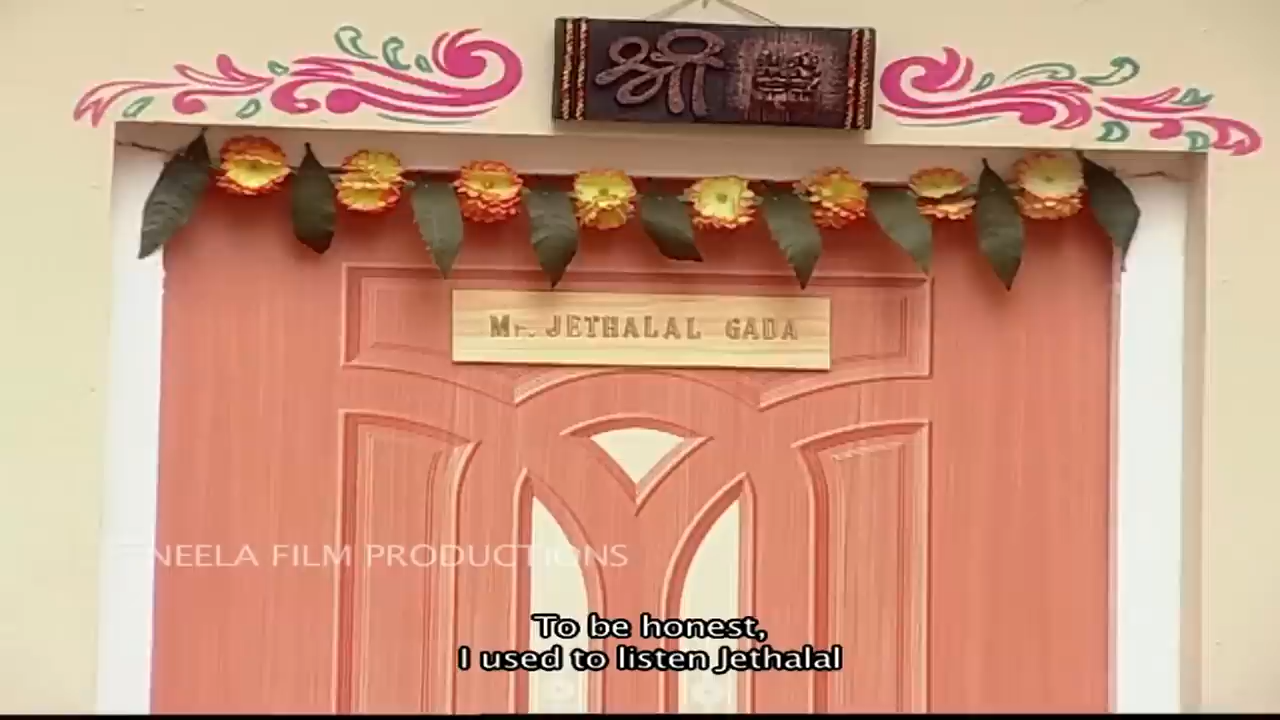 श्री
Mr. JETHALAL GADA
NEELA FILM PRODUCTIONS
To be honest,
I used to listen Jethalal